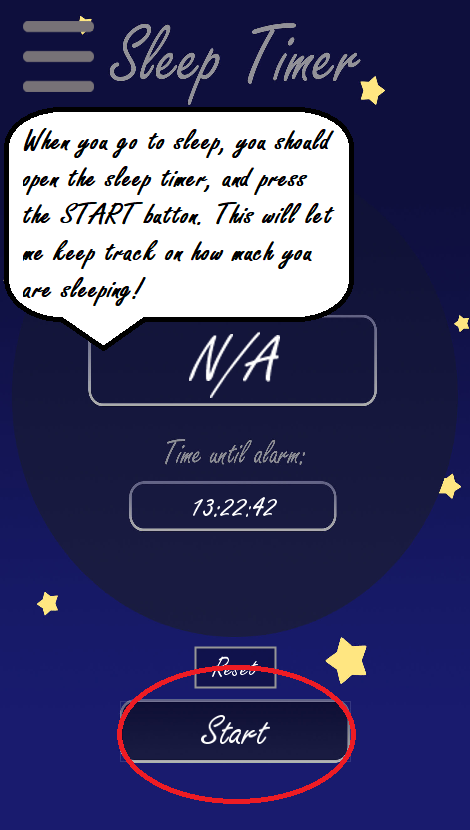 Sleep Timer
When you go to sleep, you should
open the sleep timer, and press
the START button. This will let
me keep track on how much you
are sleeping!
N/A
Time until alarm:
13:22:42
Reset
Start